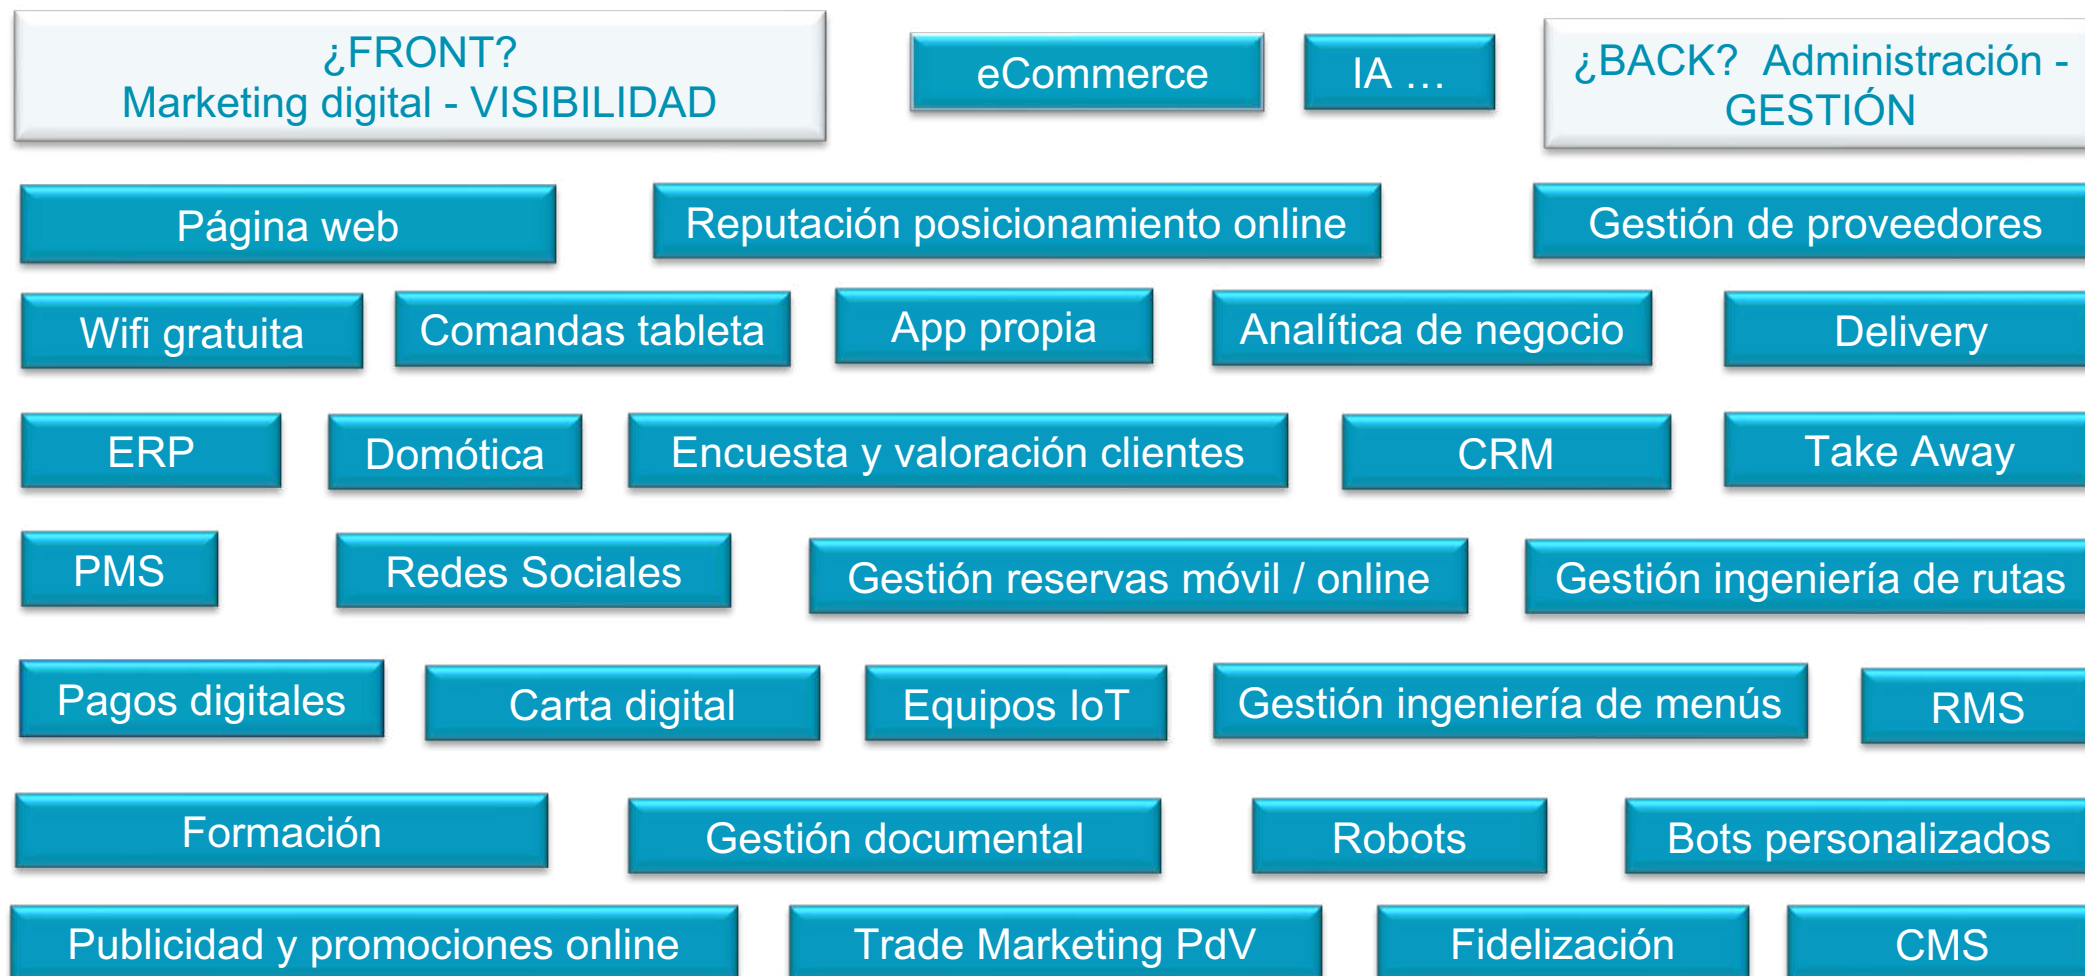 ¿FRONT?
Marketing digital - VISIBILIDAD
eCommerce
IA ...
¿BACK?  Administración -
GESTIÓN
Página web
Reputación posicionamiento online
Gestión de proveedores
Wifi gratuita
Comandas tableta
App propia
Analítica de negocio
Delivery
ERP
Domótica
Encuesta y valoración clientes
CRM
Take Away
PMS
Redes Sociales
Gestión reservas móvil / online
Gestión ingeniería de rutas
Pagos digitales
Carta digital
Equipos IoT
Gestión ingeniería de menús
RMS
Formación
Gestión documental
Robots
Bots personalizados
Publicidad y promociones online
Trade Marketing PdV
Fidelización
CMS